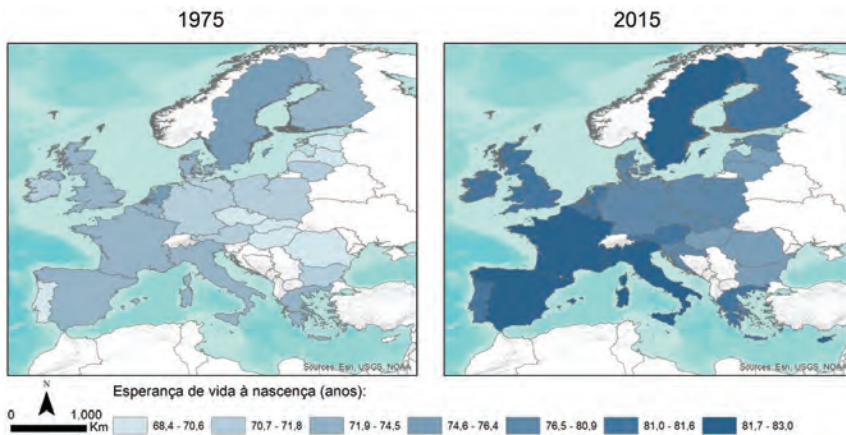 1975
2015
Sources: Esri, USGS, NOAA
Sources: Esri, USGS, NOAA
N
0 1,000
Km
Esperança de vida à nascença (anos):
68,4 - 70,6 70,7 - 71,8 71,9 - 74,5 74,6 - 76,4 76,5 - 80,9 81,0 - 81,6 81,7 - 83,0